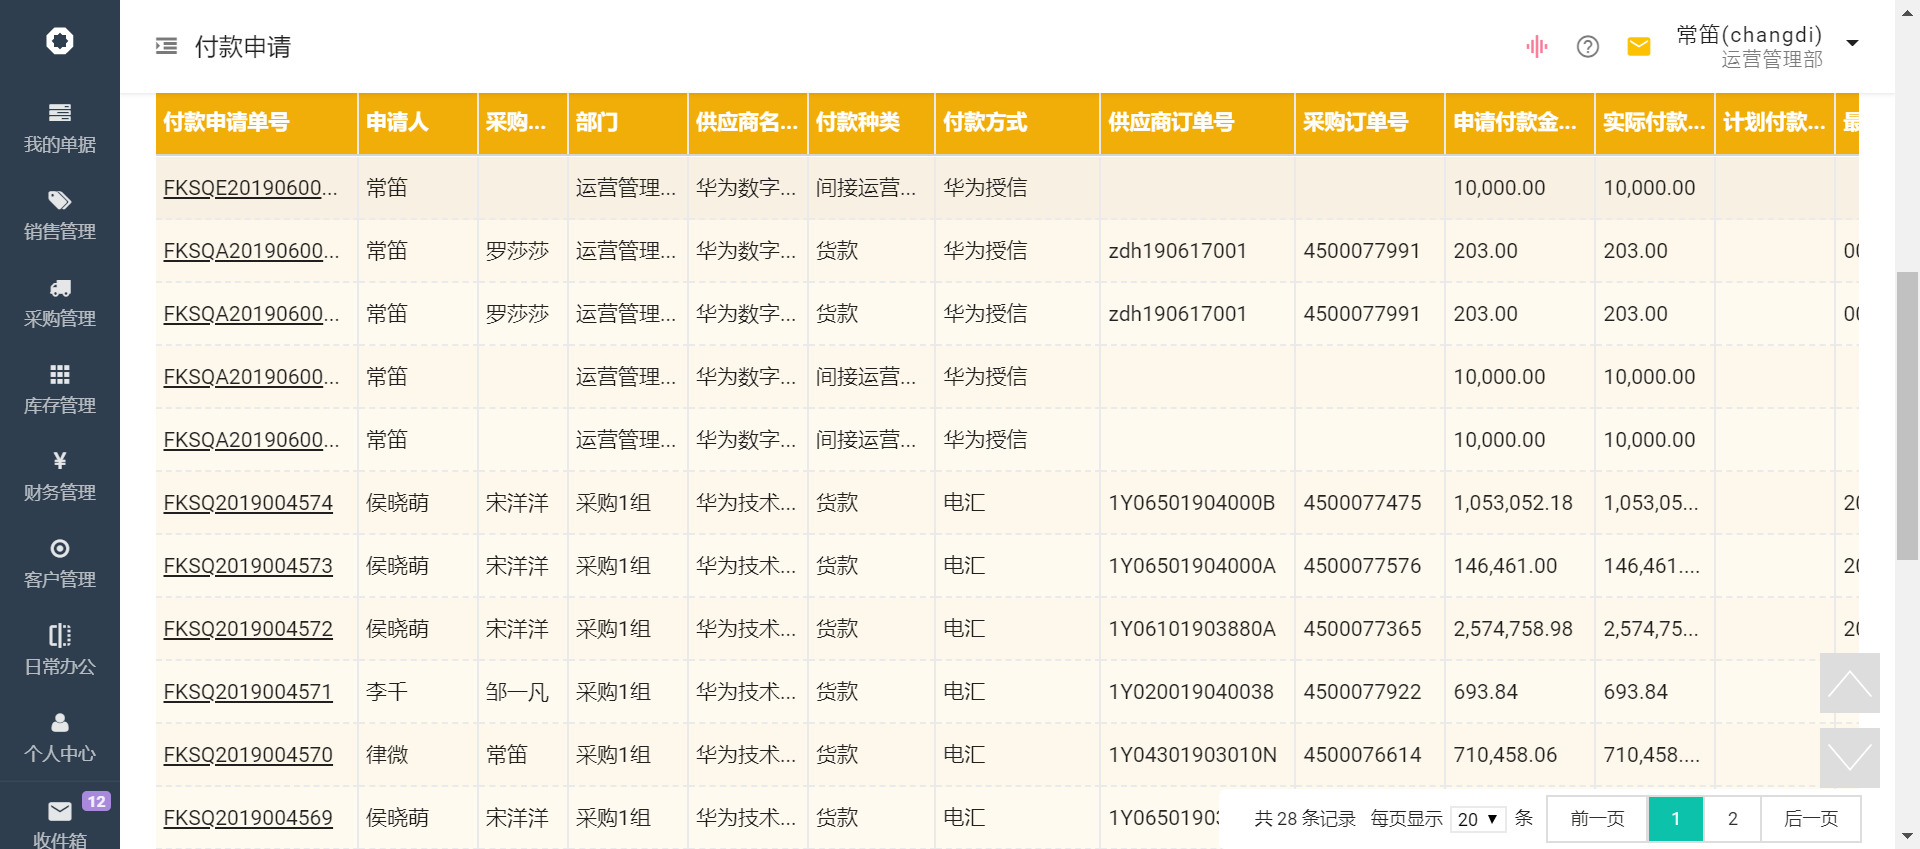 付款申请
常笛(changdi)
运营管理部
我的单据
销售管理
采购管理
库存管理
¥
财务管理
客户管理
日常办公
个人中心
12
收件箱
付款申请单号 申请人 采购... 部门 供应商名... 付款种类 付款方式 供应商订单号 采购订单号 申请付款金... 实际付款... 计划付款... 最
FKSQE20190600... 常笛 运营管理... 华为数字... 间接运营... 华为授信 10,000.00 10,000.00
FKSQA20190600... 常笛 罗莎莎 运营管理... 华为数字... 货款 华为授信 zdh190617001 4500077991 203.00 203.00 00
FKSQA20190600... 常笛 罗莎莎 运营管理... 华为数字... 货款 华为授信 zdh190617001 4500077991 203.00 203.00 00
FKSQA20190600... 常笛 运营管理... 华为数字... 间接运营... 华为授信 10,000.00 10,000.00
FKSQA20190600... 常笛 运营管理... 华为数字... 间接运营... 华为授信 10,000.00 10,000.00
FKSQ2019004574 侯晓萌 宋洋洋 采购1组 华为技术... 货款 电汇 1Y06501904000B 4500077475 1,053,052.18 1,053,05... 20
FKSQ2019004573 侯晓萌 宋洋洋 采购1组 华为技术... 货款 电汇 1Y06501904000A 4500077576 146,461.00 146,461.... 20
FKSQ2019004572 侯晓萌 宋洋洋 采购1组 华为技术... 货款 电汇 1Y06101903880A 4500077365 2,574,758.98 2,574,75... 20
FKSQ2019004571 李千 邹一凡 采购1组 华为技术... 货款 电汇 1Y020019040038 4500077922 693.84 693.84
FKSQ2019004570 律微 常笛 采购1组 华为技术... 货款 电汇 1Y04301903010N 4500076614 710,458.06 710,458....
FKSQ2019004569 侯晓萌 宋洋洋 采购1组 华为技术... 货款 电汇 1Y0650190
共 28 条记录 每页显示 20 ▼ 条 前一页 1 2 后一页